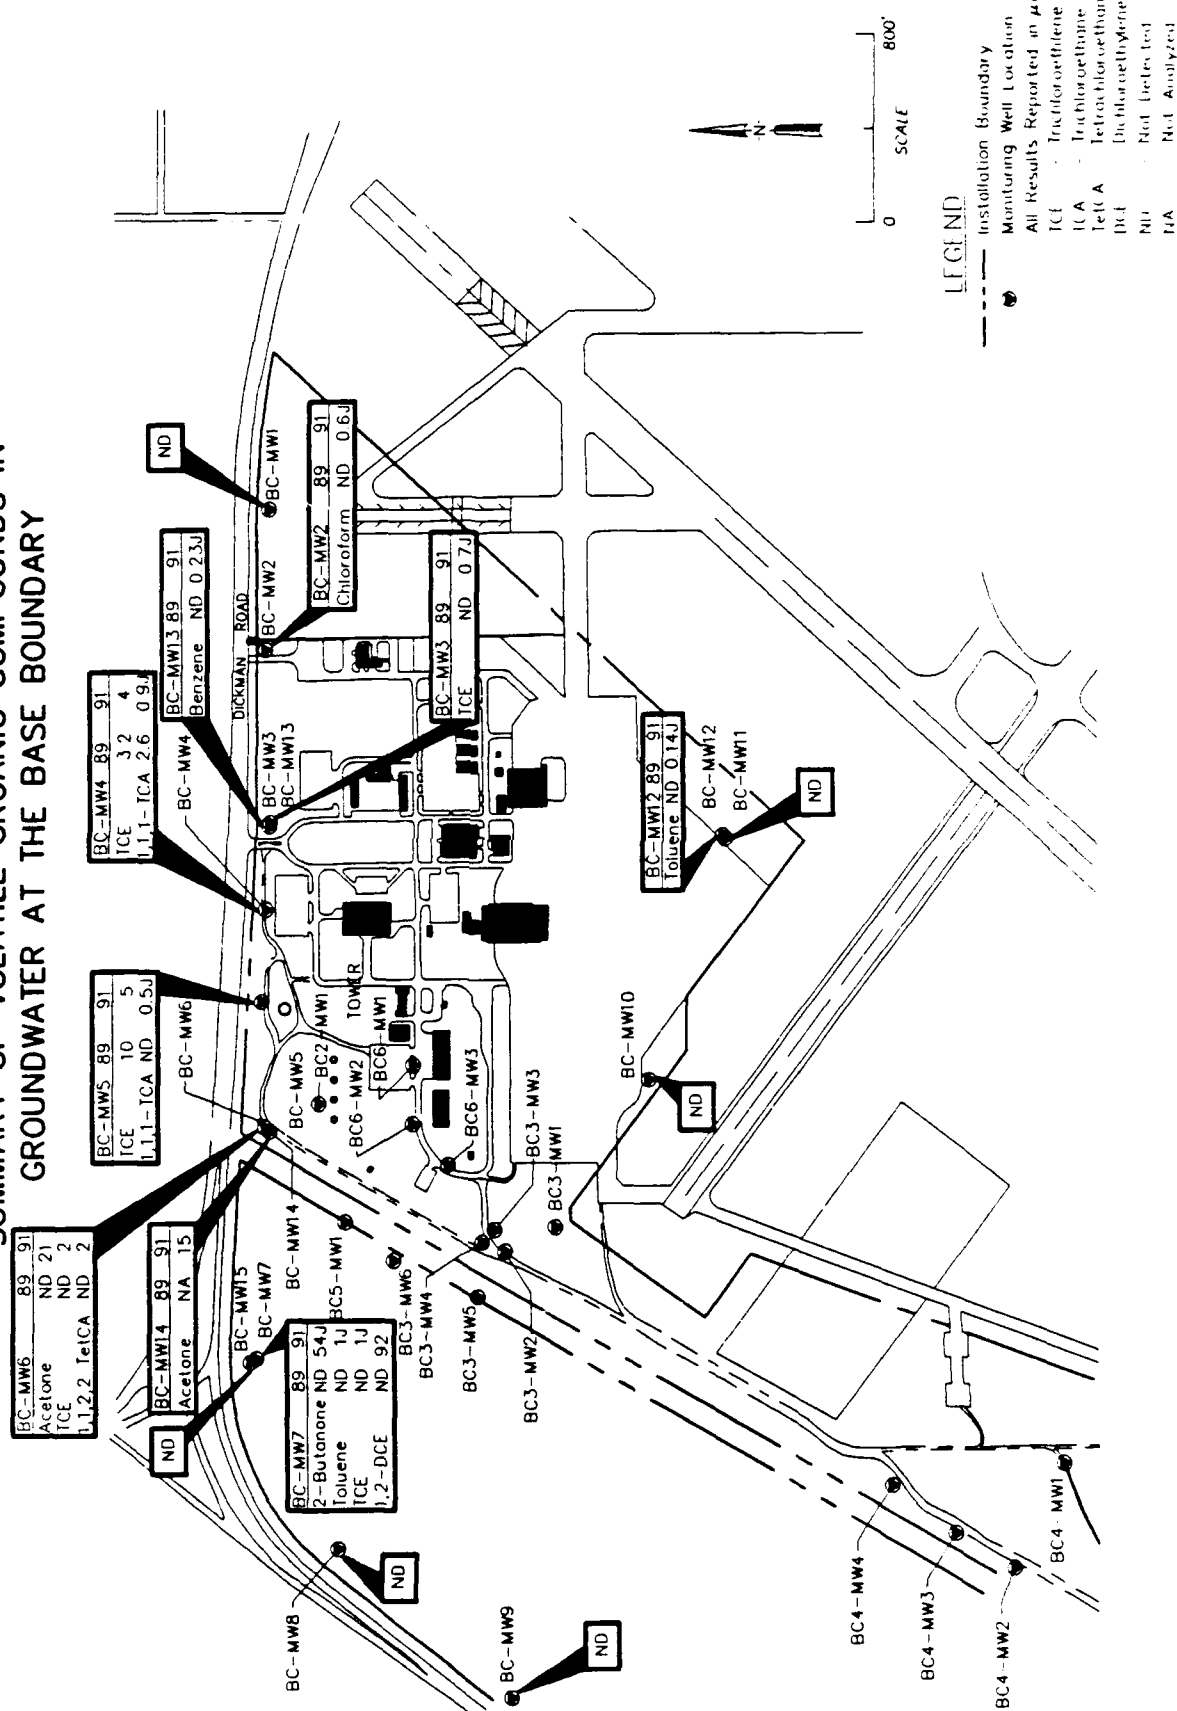 GROUNDWATER AT THE BASE BOUNDARY
BC-MW6 89 91
Acetone ND 21
TCE ND 2
1,1,2,2 TetCA ND 2
BC-MW14 89 91
Acetone NA 15
BC-MW5 89 91
TCE 10 5
1,1,1-TCA ND 0.5J
BC-MW4 89 91
TCE 3.2 4
1,1,1-TCA 2.6 0.9J
BC-MW13 89 91
Benzene ND 0.23J
ND
BC-MW1
BC-MW2 89 91
Chloroform ND 0.6J
BC-MW3 89 91
TCE ND 0.7J
BC-MW2
DICKMAN ROAD
BC-MW3
BC-MW13
BC-MW4
BC-MW6
BC-MW5
BC2-MW1
TOWER
BC6-MW2
BC6-MW1
BC6-MW3
BC-MW14
BC5-MW1
BC-MW15
BC-MW7
ND
BC-MW7 89 91
2-Butanone ND 54J
Toluene ND 1J
TCE ND 1J
1,2-DCE ND 92
BC3-MW6
BC3-MW4
BC3-MW5
BC3-MW2
BC3-MW3
BC3-MW1
BC-MW8
ND
BC-MW9
ND
BC-MW10
ND
BC-MW12 89 91
Toluene ND 0.14J
BC-MW12
BC-MW11
ND
BC4-MW4
BC4-MW3
BC4-MW2
BC4-MW1
N
0 800'
SCALE
LEGEND
Installation Boundary
Monitoring Well Location
All Results Reported in
TCE - Trichloroethlene
TCA - Trichloroethane
TetCA Tetrachloroethan
DCE Dichloroethylene
ND - Not Detected
NA Not Analyzed